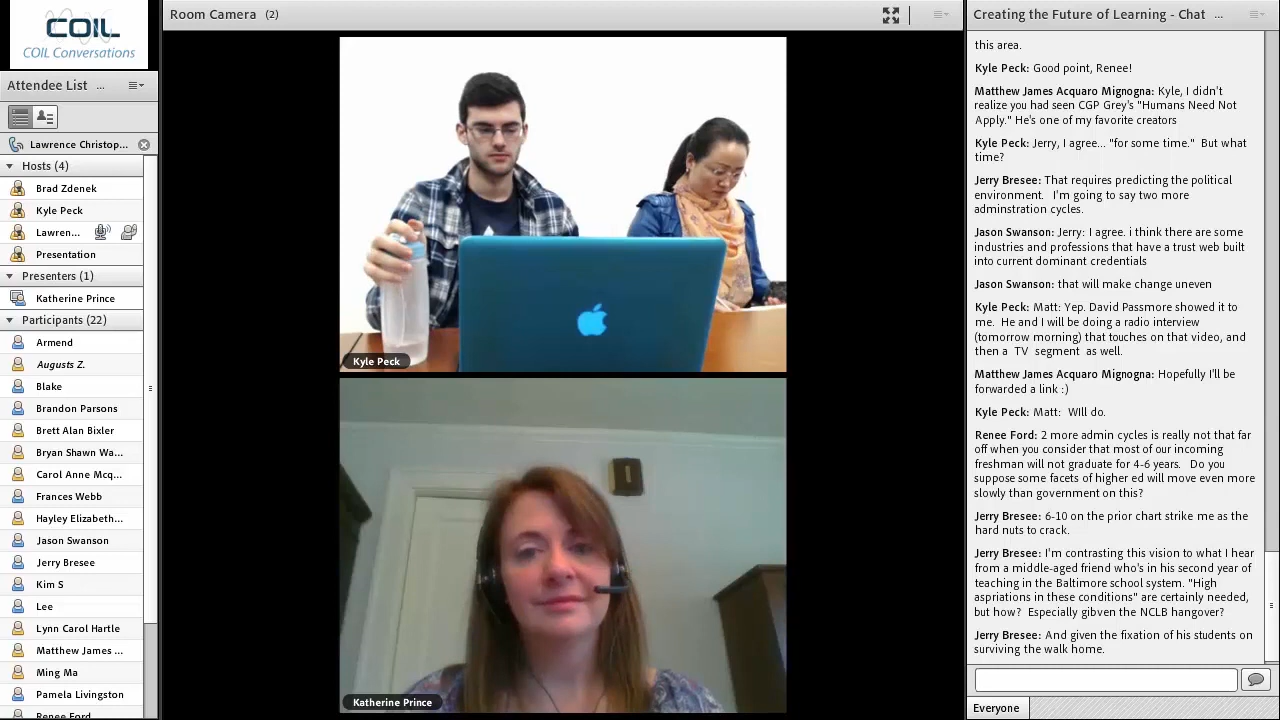 COIL
COIL Conversations
Attendee List ...
Lawrence Christop...
Hosts (4)
Brad Zdenek
Kyle Peck
Lawren...
Presentation
Presenters (1)
Katherine Prince
Participants (22)
Armend
Augusts Z.
Blake
Brandon Parsons
Brett Alan Bixler
Bryan Shawn Wa...
Carol Anne Mcq...
Frances Webb
Hayley Elizabeth...
Jason Swanson
Jerry Bresee
Kim S
Lee
Lynn Carol Hartle
Matthew James ...
Ming Ma
Pamela Livingston
Renee Ford
Room Camera (2)
Kyle Peck
Katherine Prince
Creating the Future of Learning - Chat ...
this area.
Kyle Peck: Good point, Renee!
Matthew James Acquaro Mignogna: Kyle, I didn't
realize you had seen CGP Grey's "Humans Need Not
Apply." He's one of my favorite creators
Kyle Peck: Jerry, I agree... "for some time." But what
time?
Jerry Bresee: That requires predicting the political
environment. I'm going to say two more
adminstration cycles.
Jason Swanson: Jery: I agree. i think there are some
industries and professions that have a trust web built
into current dominant credentials
Jason Swanson: that will make change uneven
Kyle Peck: Matt: Yep. David Passmore showed it to
me. He and I will be doing a radio interview
(tomorrow morning) that touches on that video, and
then a TV segment as well.
Matthew James Acquaro Mignogna: Hopefully I'll be
forwarded a link :)
Kyle Peck: Matt: WIll do.
Renee Ford: 2 more admin cycles is really not that far
off when you consider that most of our incoming
freshman will not graduate for 4-6 years. Do you
suppose some facets of higher ed will move even more
slowly than government on this?
Jerry Bresee: 6-10 on the prior chart strike me as the
hard nuts to crack.
Jerry Bresee: I'm contrasting this vision to what I hear
from a middle-aged friend who's in his second year of
teaching in the Baltimore school system. "High
aspriations in these conditions" are certainly needed,
but how? Especially gibven the NCLB hangover?
Jerry Bresee: And given the fixation of his students on
surviving the walk home.
Everyone